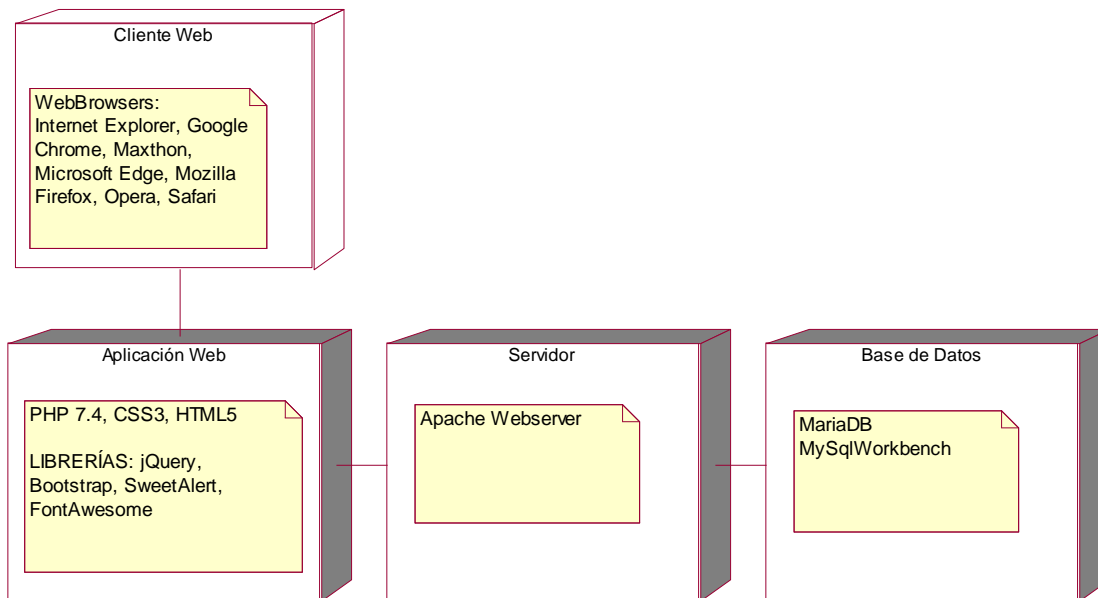 Cliente Web
WebBrowsers:
Internet Explorer, Google
Chrome, Maxthon,
Microsoft Edge, Mozilla
Firefox, Opera, Safari
Aplicación Web
PHP 7.4, CSS3, HTML5
LIBRERÍAS: jQuery,
Bootstrap, SweetAlert,
FontAwesome
Servidor
Apache Webserver
Base de Datos
MariaDB
MySqlWorkbench